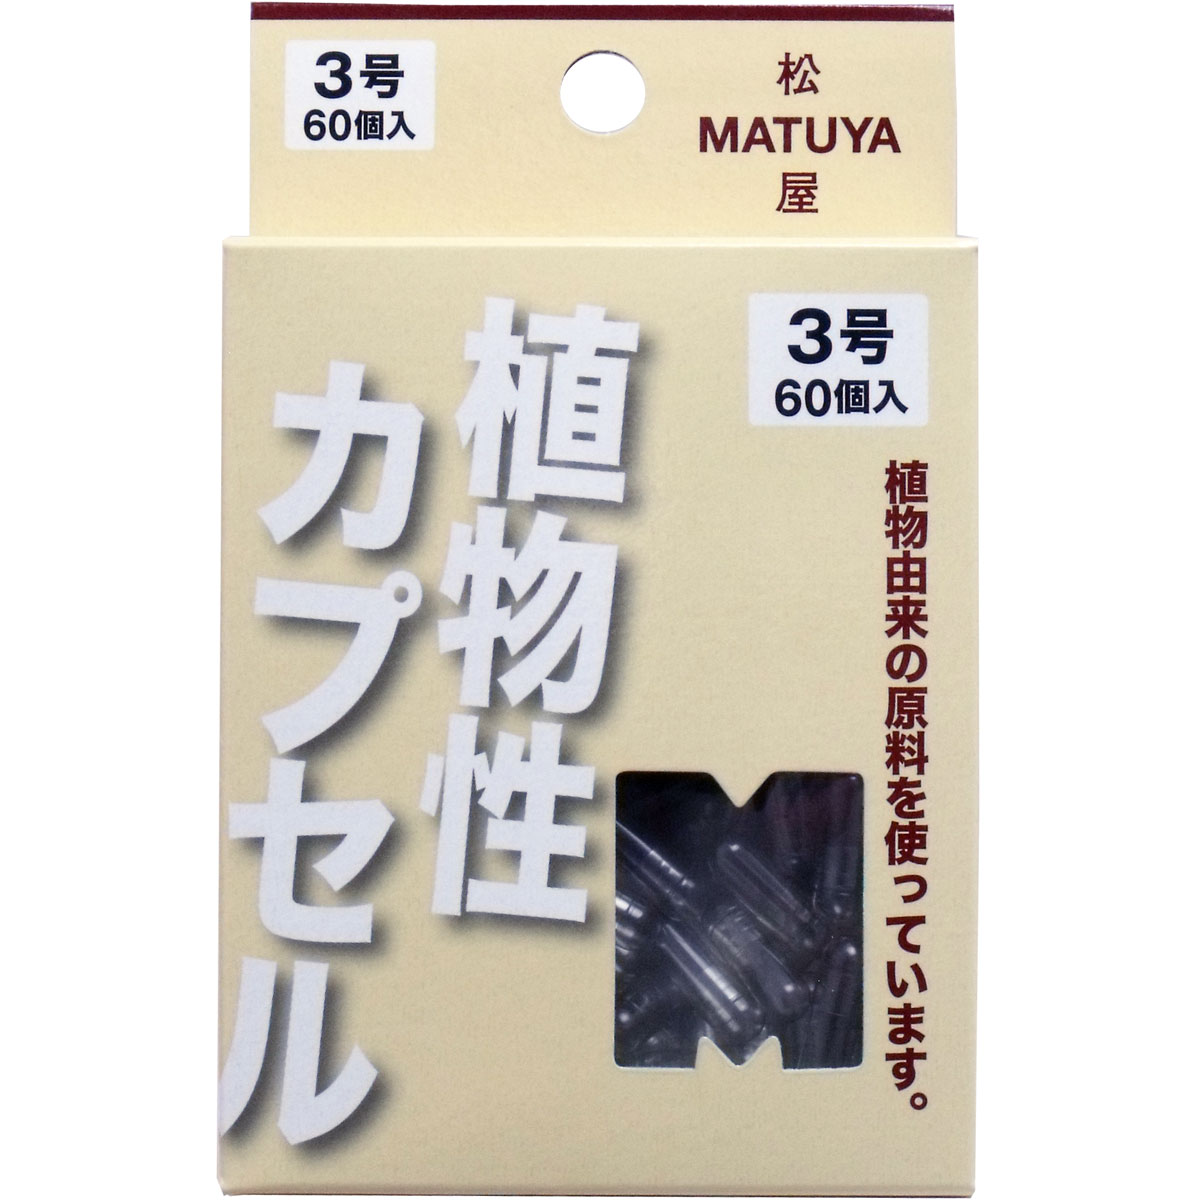 3号
60個入
松
MATUYA
屋
3号
60個入
植物性
カプセル
植物由来の原料を使っています。